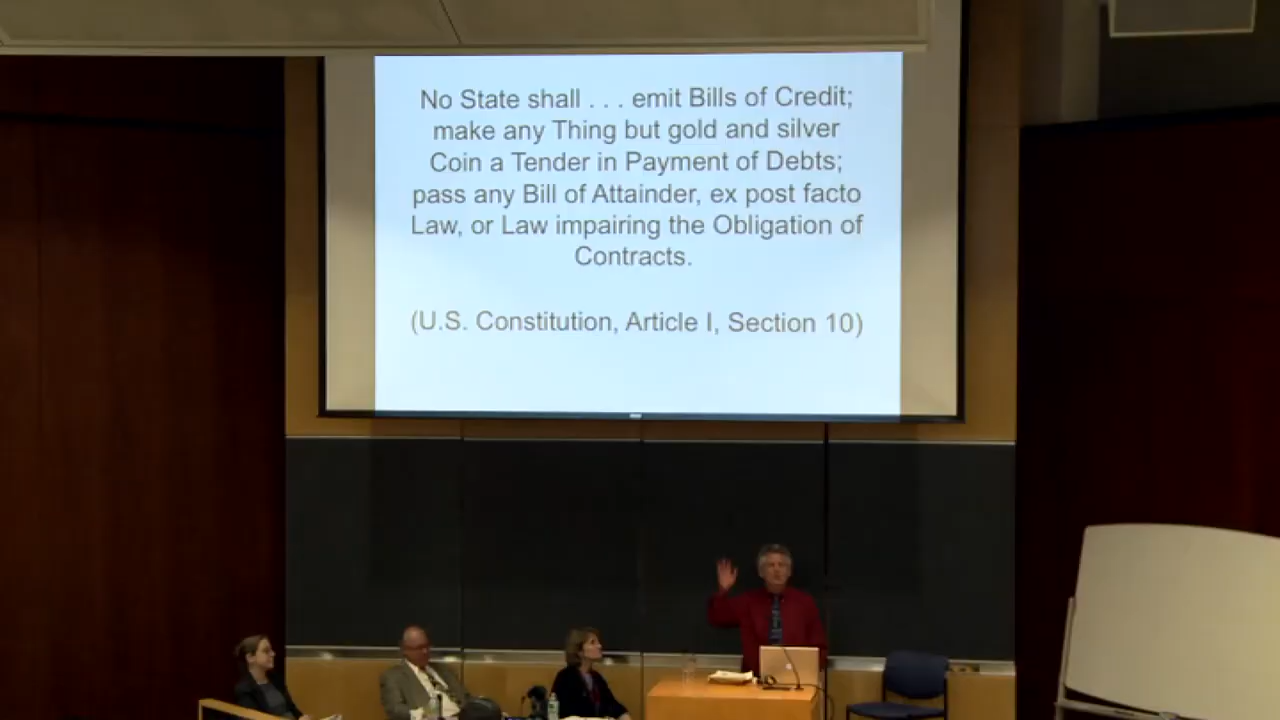 No State shall . . . emit Bills of Credit;
make any Thing but gold and silver
Coin a Tender in Payment of Debts;
pass any Bill of Attainder, ex post facto
Law, or Law impairing the Obligation of
Contracts.
(U.S. Constitution, Article I, Section 10)